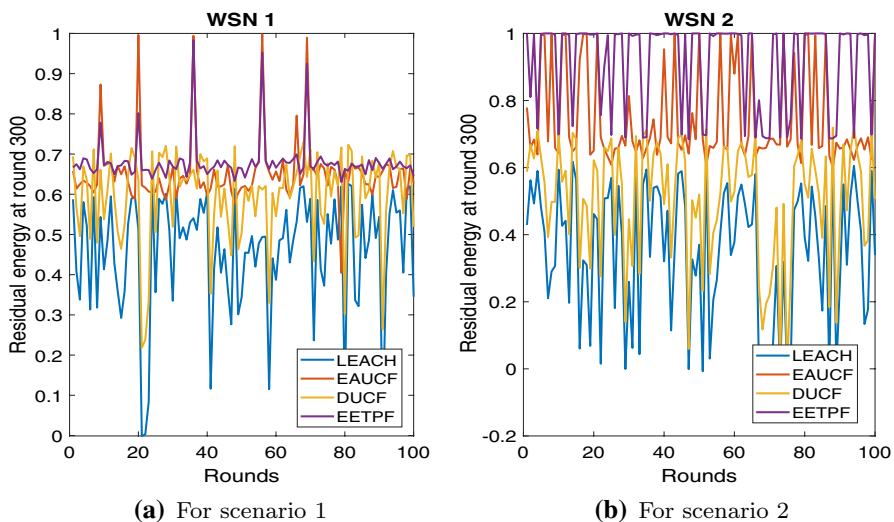 WSN 1
Residual energy at round 300
1
0.9
0.8
0.7
0.6
0.5
0.4
0.3
0.2
0.1
0
0
20
40
60
80
100
Rounds
LEACH
EAUCF
DUCF
EETPF
(a) For scenario 1
WSN 2
Residual energy at round 300
1
0.8
0.6
0.4
0.2
0
-0.2
0
20
40
60
80
100
Rounds
LEACH
EAUCF
DUCF
EETPF
(b) For scenario 2